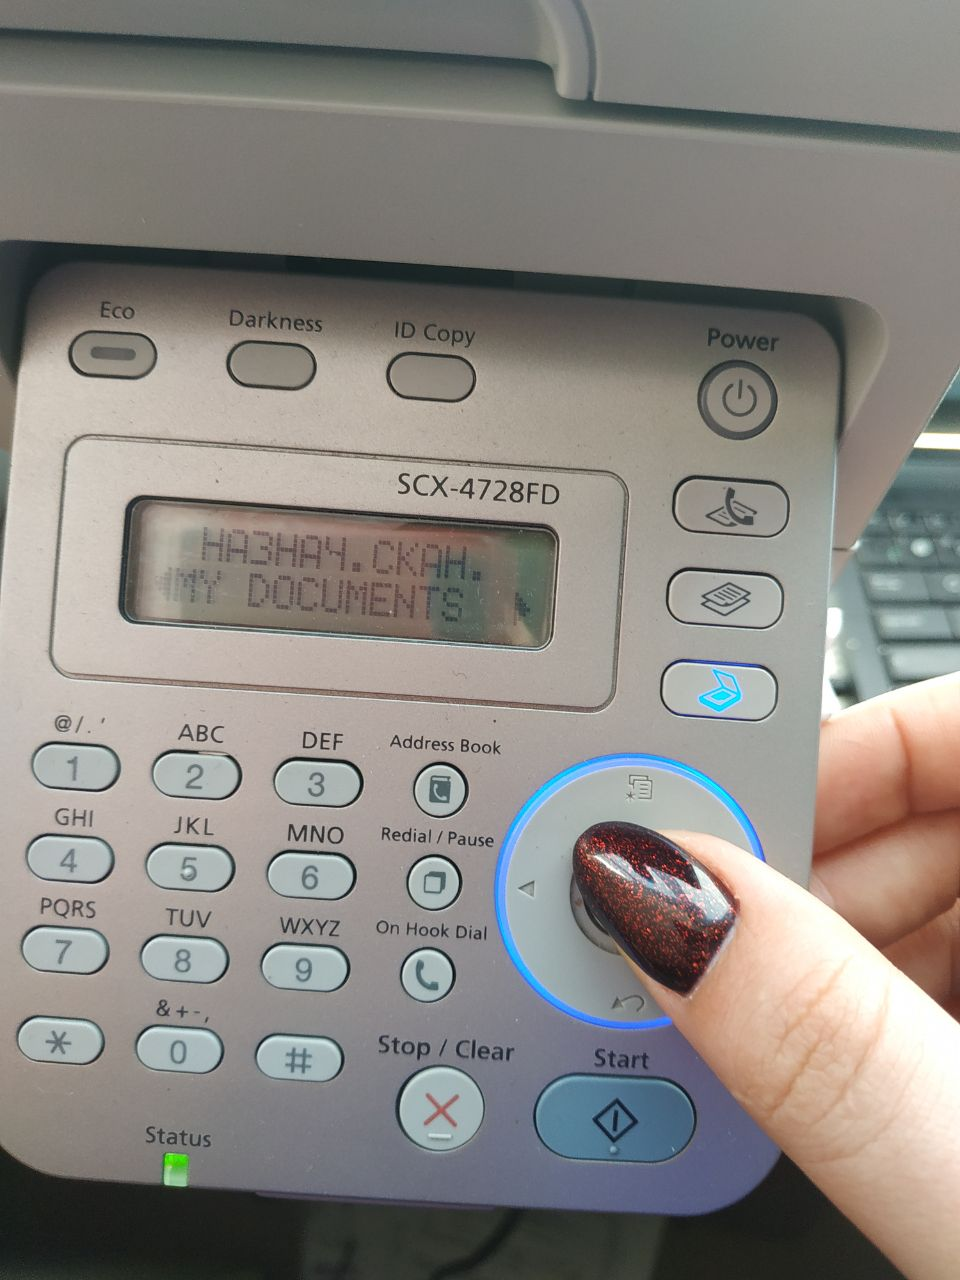 Eco
Darkness
ID Copy
Power
SCX-4728FD
НАЗНАЧ.СКАН.
MY DOCUMENTS
@/.'
ABC
DEF
Address Book
1
2
3
GHI
JKL
MNO
Redial / Pause
4
5
6
PQRS
TUV
WXYZ
On Hook Dial
7
8
9
&+-,
*
0
#
Stop / Clear
Start
Status